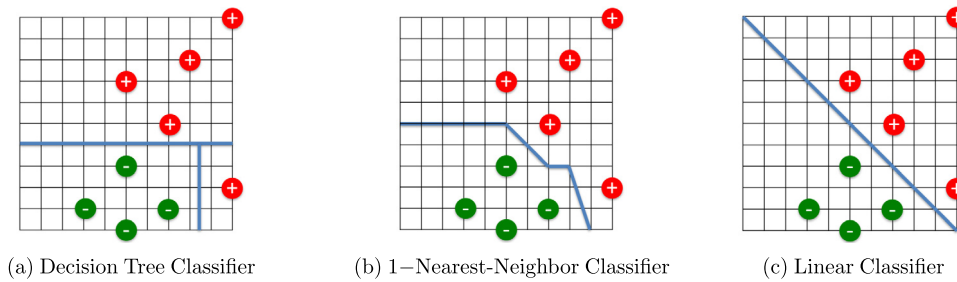 + + +
+ + +
+ + +
+ + +
- - -
+ + +
- - - - - -
- - -
(a) Decision Tree Classifier (b) 1−Nearest-Neighbor Classifier (c) Linear Classifier